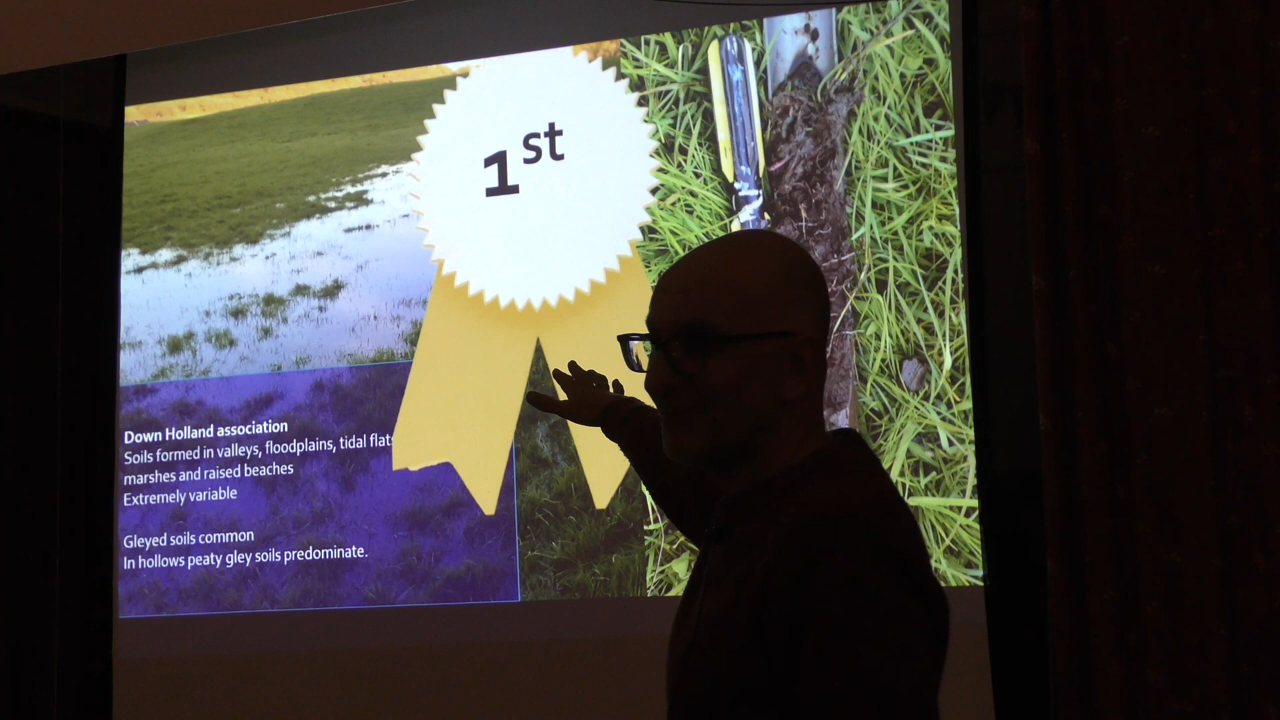 1st
Down Holland association
Soils formed in valleys, floodplains, tidal flats
marshes and raised beaches
Extremely variable
Gleyed soils common
In hollows peaty gley soils predominate.